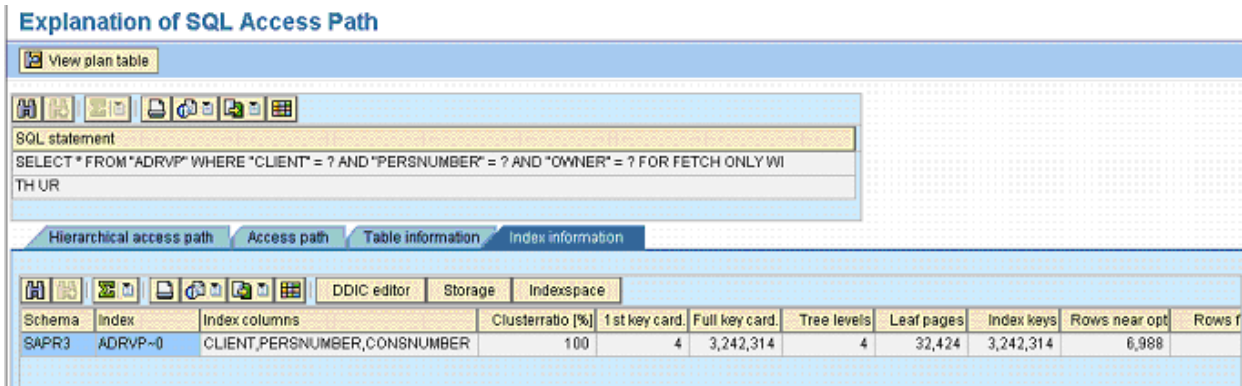 Explanation of SQL Access Path
View plan table
SQL statement
SELECT * FROM "ADRVP" WHERE "CLIENT" = ? AND "PERSNUMBER" = ? AND "OWNER" = ? FOR FETCH ONLY WI
TH UR
Hierarchical access path Access path Table information Index information
DDIC editor Storage Indexspace
Schema Index Index columns Clusterratio [%] 1st key card. Full key card. Tree levels Leaf pages Index keys Rows near opt Rows f
SAPR3 ADRVP~0 CLIENT,PERSNUMBER,CONSNUMBER 100 4 3,242,314 4 32,424 3,242,314 6,988